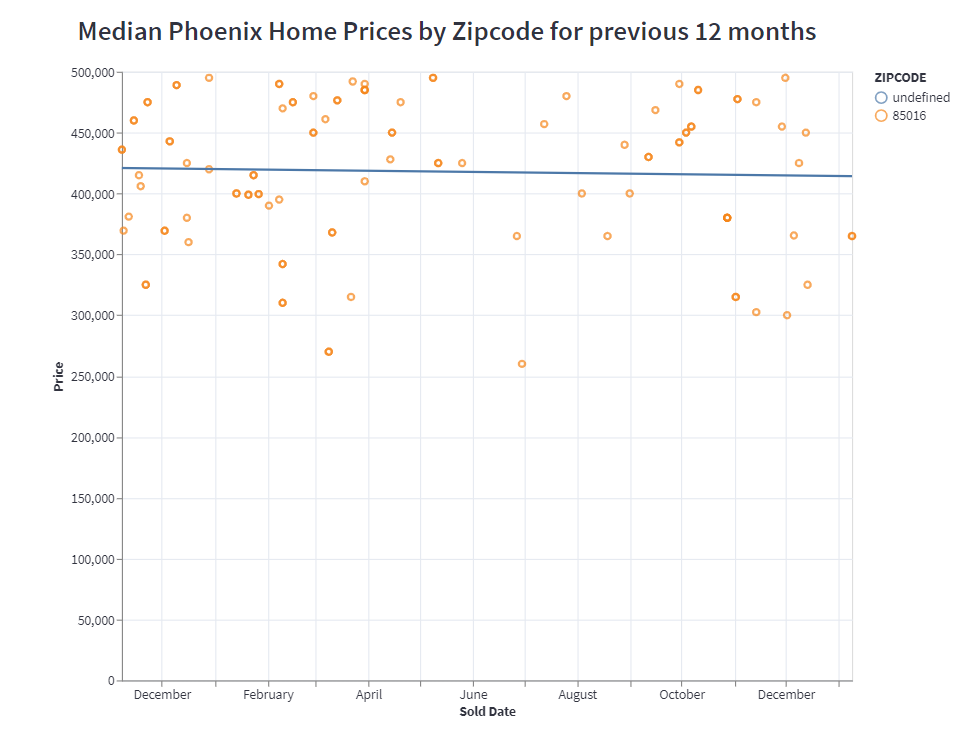 Median Phoenix Home Prices by Zipcode for previous 12 months
ZIPCODE
undefined
85016
Price
500,000
450,000
400,000
350,000
300,000
250,000
200,000
150,000
100,000
50,000
0
December February April June August October December
Sold Date